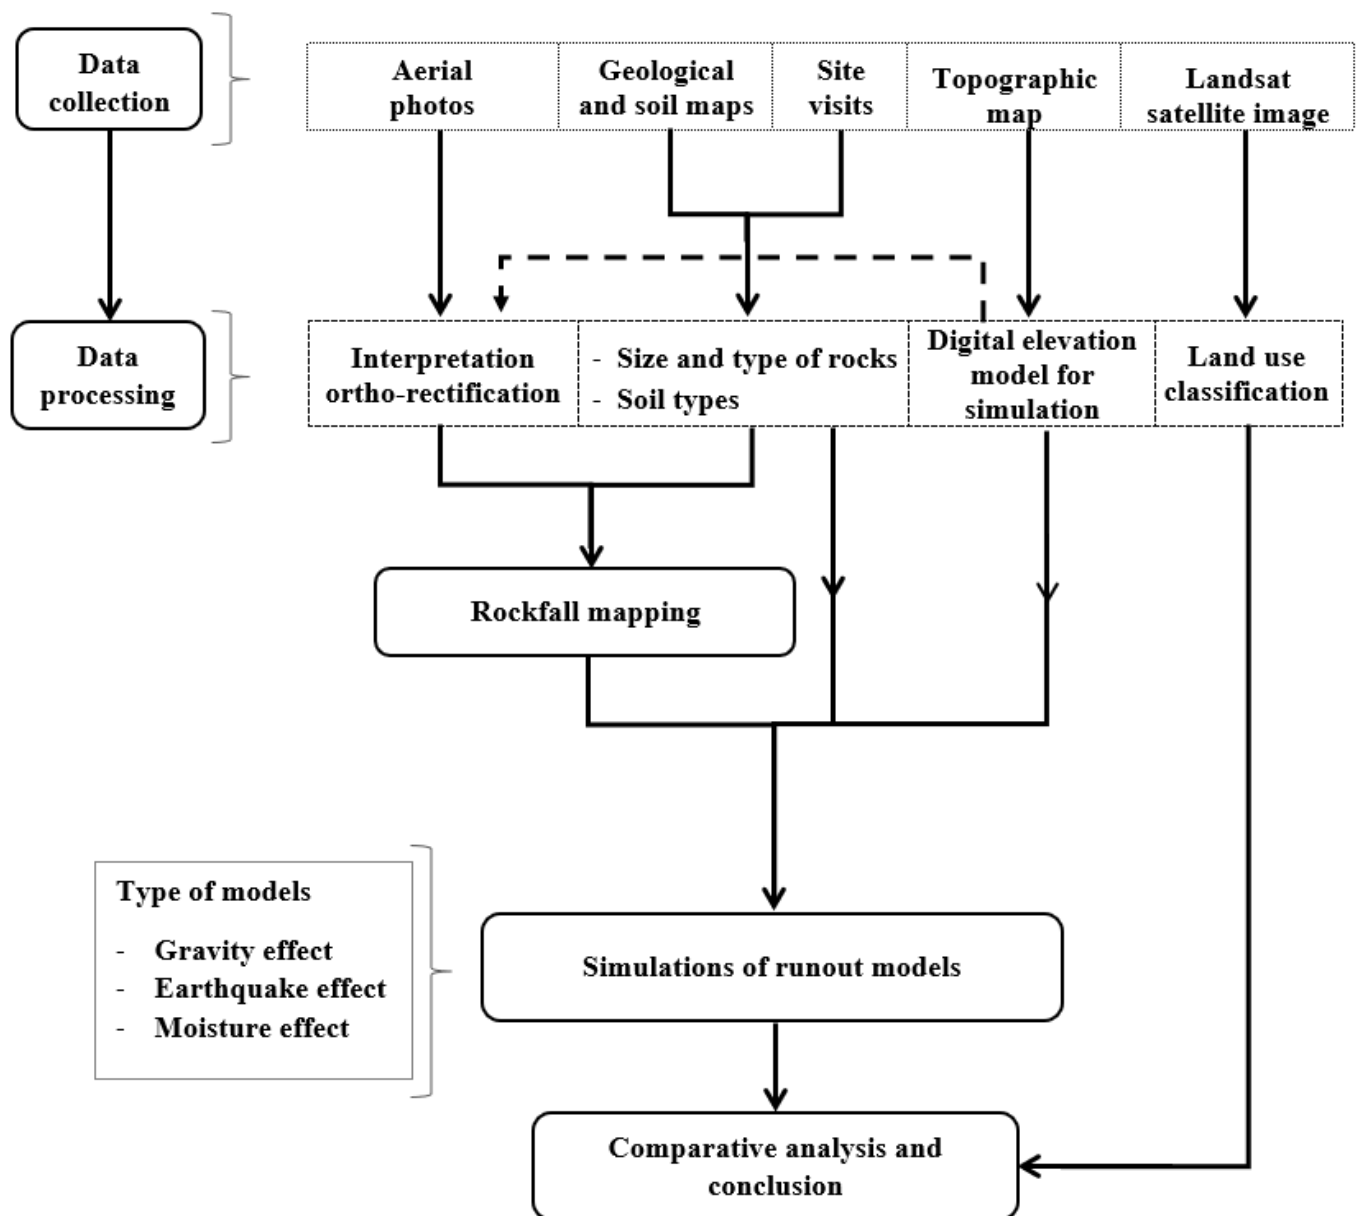 Data
collection
Aerial
photos
Geological
and soil maps
Site
visits
Topographic
map
Landsat
satellite image
Data
processing
Interpretation
ortho-rectification
- Size and type of rocks
- Soil types
Digital elevation
model for
simulation
Land use
classification
Rockfall mapping
Type of models
- Gravity effect
- Earthquake effect
- Moisture effect
Simulations of runout models
Comparative analysis and
conclusion